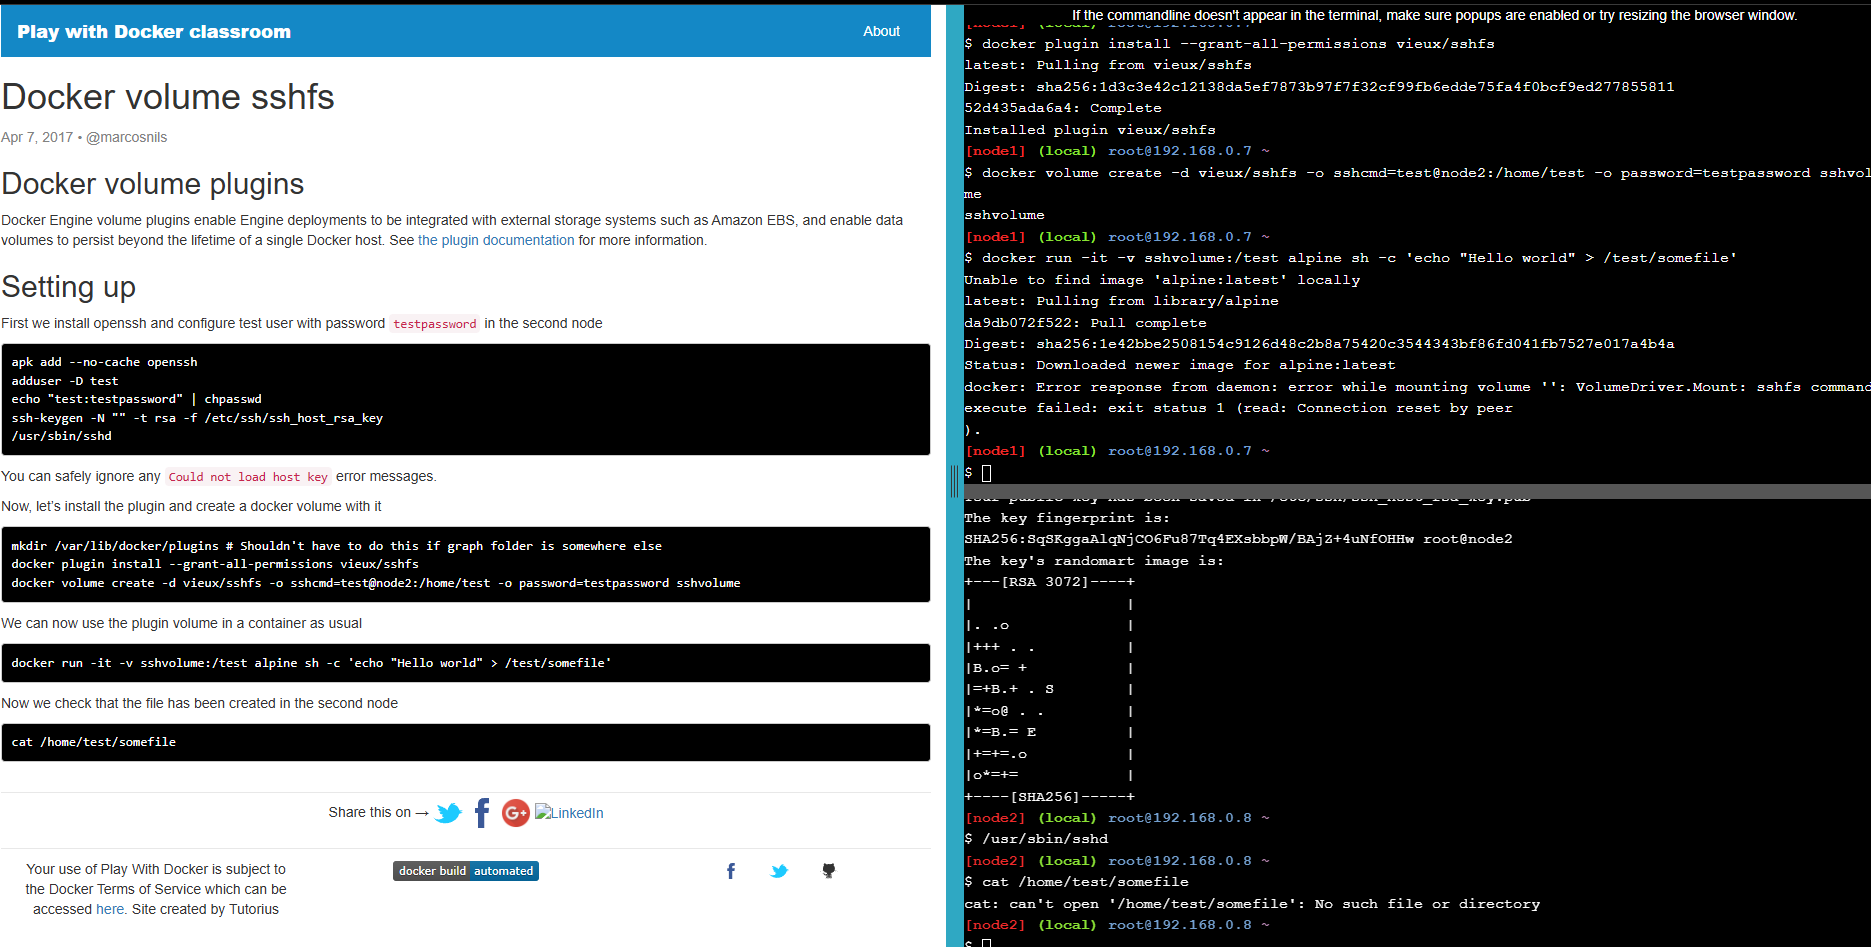 Play with Docker classroom
About
Docker volume sshfs
Apr 7, 2017 • @marcosnils
Docker volume plugins
Docker Engine volume plugins enable Engine deployments to be integrated with external storage systems such as Amazon EBS, and enable data
volumes to persist beyond the lifetime of a single Docker host. See the plugin documentation for more information.
Setting up
First we install openssh and configure test user with password testpassword in the second node
apk add --no-cache openssh
adduser -D test
echo "test:testpassword" | chpasswd
ssh-keygen -N "" -t rsa -f /etc/ssh/ssh_host_rsa_key
/usr/sbin/sshd
You can safely ignore any Could not load host key error messages.
Now, let's install the plugin and create a docker volume with it
mkdir /var/lib/docker/plugins # Shouldn't have to do this if graph folder is somewhere else
docker plugin install --grant-all-permissions vieux/sshfs
docker volume create -d vieux/sshfs -o sshcmd=test@node2:/home/test -o password=testpassword sshvolume
We can now use the plugin volume in a container as usual
docker run -it -v sshvolume:/test alpine sh -c 'echo "Hello world" > /test/somefile'
Now we check that the file has been created in the second node
cat /home/test/somefile
Share this on →
LinkedIn
Your use of Play With Docker is subject to
the Docker Terms of Service which can be
accessed here. Site created by Tutorius
docker build automated
If the commandline doesn't appear in the terminal, make sure popups are enabled or try resizing the browser window.
$ docker plugin install --grant-all-permissions vieux/sshfs
latest: Pulling from vieux/sshfs
Digest: sha256:1d3c3e42c12138da5ef7873b97f7f32cf99fb6edde75fa4f0bcf9ed277855811
52d435ada6a4: Complete
Installed plugin vieux/sshfs
[node1] (local) root@192.168.0.7 ~
$ docker volume create -d vieux/sshfs -o sshcmd=test@node2:/home/test -o password=testpassword sshvol
me
sshvolume
[node1] (local) root@192.168.0.7 ~
$ docker run -it -v sshvolume:/test alpine sh -c 'echo "Hello world" > /test/somefile'
Unable to find image 'alpine:latest' locally
latest: Pulling from library/alpine
da9db072f522: Pull complete
Digest: sha256:1e42bbe2508154c9126d48c2b8a75420c3544343bf86fd041fb7527e017a4b4a
Status: Downloaded newer image for alpine:latest
docker: Error response from daemon: error while mounting volume '': VolumeDriver.Mount: sshfs command
execute failed: exit status 1 (read: Connection reset by peer
).
[node1] (local) root@192.168.0.7 ~
$
Your public key has been saved in /etc/ssh/ssh_host_rsa_key.pub
The key fingerprint is:
SHA256:SqSKggaAlqNjCO6Fu87Tq4EXsbbpW/BAjZ+4uNfOHHw root@node2
The key's randomart image is:
+---[RSA 3072]----+
|                 |
|. .o             |
|+++ . .          |
|B.o= +           |
|=+B.+ . S        |
|*=o@ . .         |
|*=B.= E          |
|+=+=.o           |
|o*=+=            |
+----[SHA256]-----+
[node2] (local) root@192.168.0.8 ~
$ /usr/sbin/sshd
[node2] (local) root@192.168.0.8 ~
$ cat /home/test/somefile
cat: can't open '/home/test/somefile': No such file or directory
[node2] (local) root@192.168.0.8 ~
$